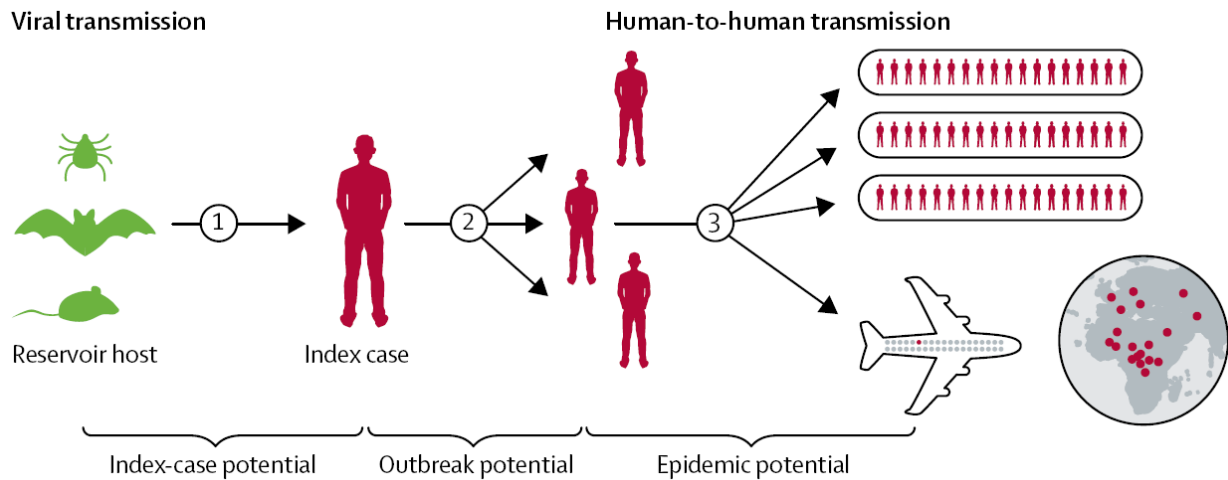 Viral transmission
Human-to-human transmission
1
2
3
Reservoir host
Index case
Index-case potential
Outbreak potential
Epidemic potential